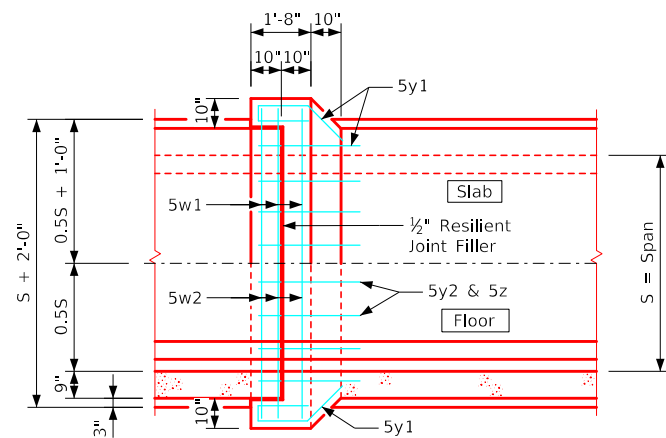 1'-8"
10"
10"
10"
10"
5y1
S + 2'-0"
0.5S + 1'-0"
5w1
Slab
½" Resilient
Joint Filler
S = Span
5w2
5y2 & 5z
0.5S
Floor
9"
3"
10"
5y1